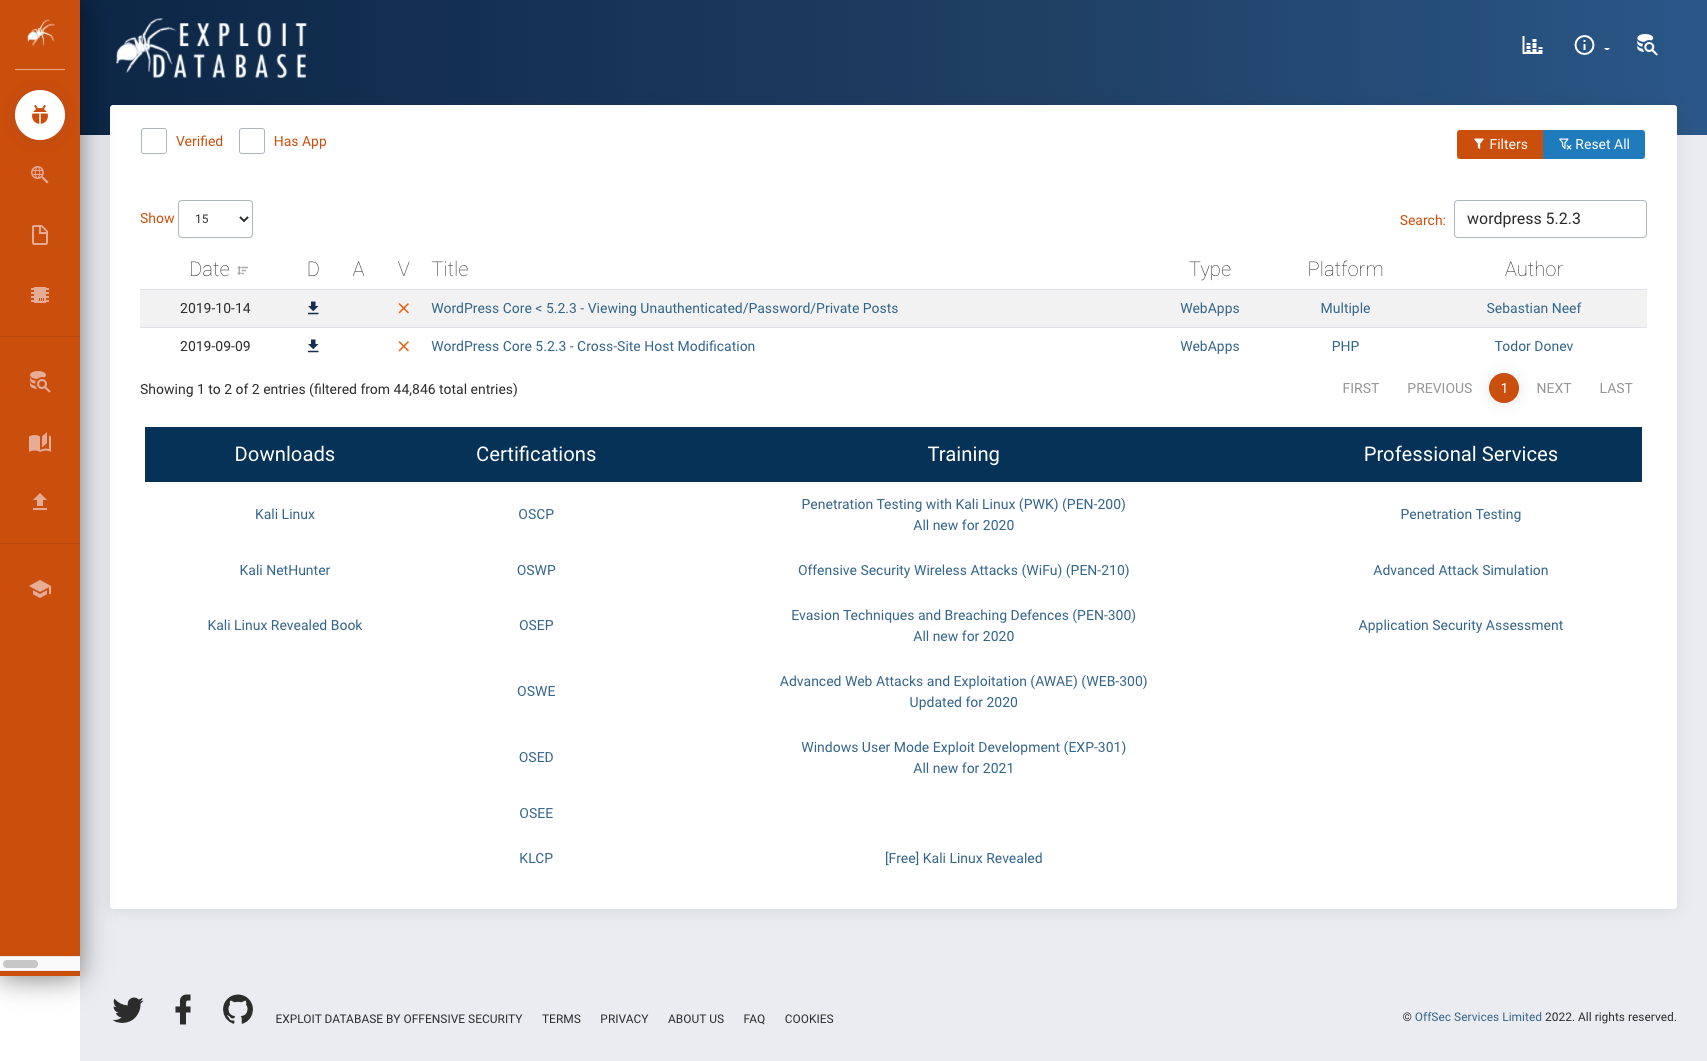 EXPLOIT
DATABASE
Verified Has App
Filters Reset All
Show 15
Search: wordpress 5.2.3
Date D A V Title Type Platform Author
2019-10-14 WordPress Core < 5.2.3 - Viewing Unauthenticated/Password/Private Posts WebApps Multiple Sebastian Neef
2019-09-09 WordPress Core 5.2.3 - Cross-Site Host Modification WebApps PHP Todor Donev
Showing 1 to 2 of 2 entries (filtered from 44,846 total entries)
FIRST PREVIOUS 1 NEXT LAST
Downloads Certifications Training Professional Services
Kali Linux OSCP Penetration Testing with Kali Linux (PWK) (PEN-200)
All new for 2020 Penetration Testing
Kali NetHunter OSWP Offensive Security Wireless Attacks (WiFu) (PEN-210) Advanced Attack Simulation
Kali Linux Revealed Book OSEP Evasion Techniques and Breaching Defences (PEN-300)
All new for 2020 Application Security Assessment
OSWE Advanced Web Attacks and Exploitation (AWAE) (WEB-300)
Updated for 2020
OSED Windows User Mode Exploit Development (EXP-301)
All new for 2021
OSEE
KLCP [Free] Kali Linux Revealed
EXPLOIT DATABASE BY OFFENSIVE SECURITY TERMS PRIVACY ABOUT US FAQ COOKIES
© OffSec Services Limited 2022. All rights reserved.